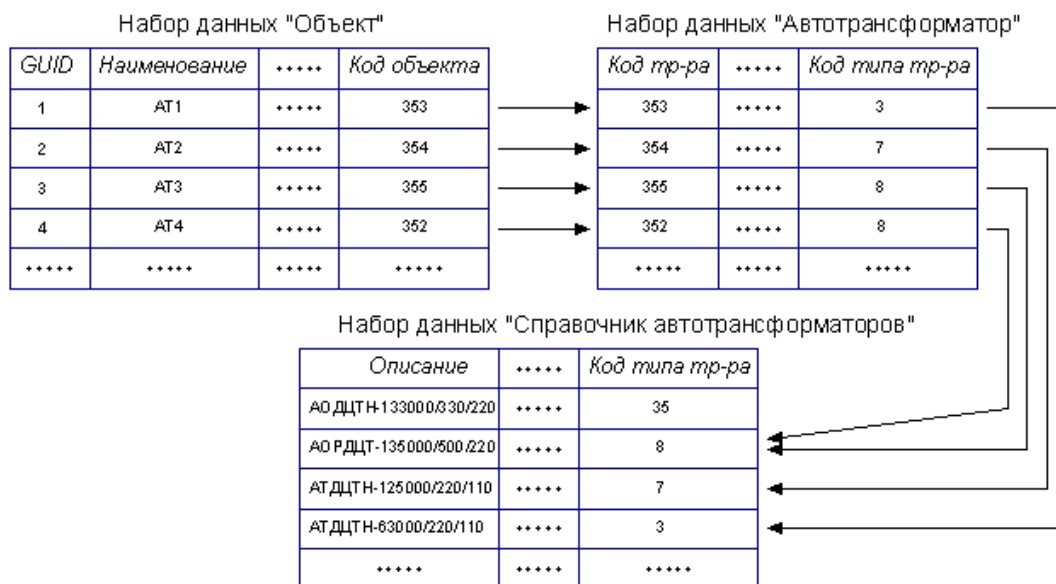 Набор данных "Объект"
GUID Наименование ••••• Код объекта
1 АТ1 ••••• 353
2 АТ2 ••••• 354
3 АТ3 ••••• 355
4 АТ4 ••••• 352
••••• ••••• ••••• •••••
Набор данных "Автотрансформатор"
Код тр-ра ••••• Код типа тр-ра
353 ••••• 3
354 ••••• 7
355 ••••• 8
352 ••••• 8
••••• ••••• •••••
Набор данных "Справочник автотрансформаторов"
Описание ••••• Код типа тр-ра
АОДЦТН-133000/330/220 ••••• 35
АОРДЦТ-135000/500/220 ••••• 8
АТДЦТН-125000/220/110 ••••• 7
АТДЦТН-63000/220/110 ••••• 3
••••• ••••• •••••